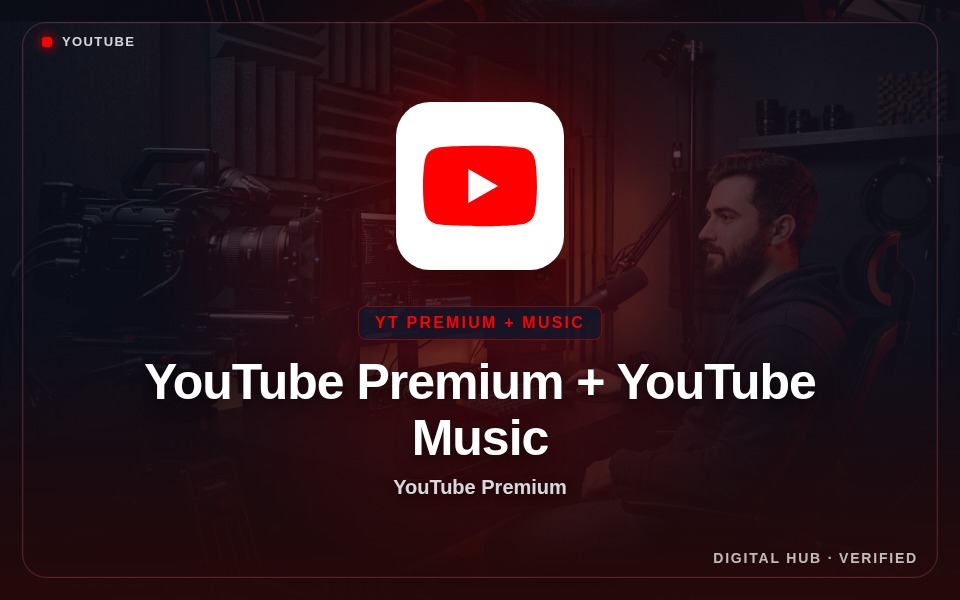 YOUTUBE
YT PREMIUM + MUSIC
YouTube Premium + YouTube
Music
YouTube Premium
DIGITAL HUB · VERIFIED